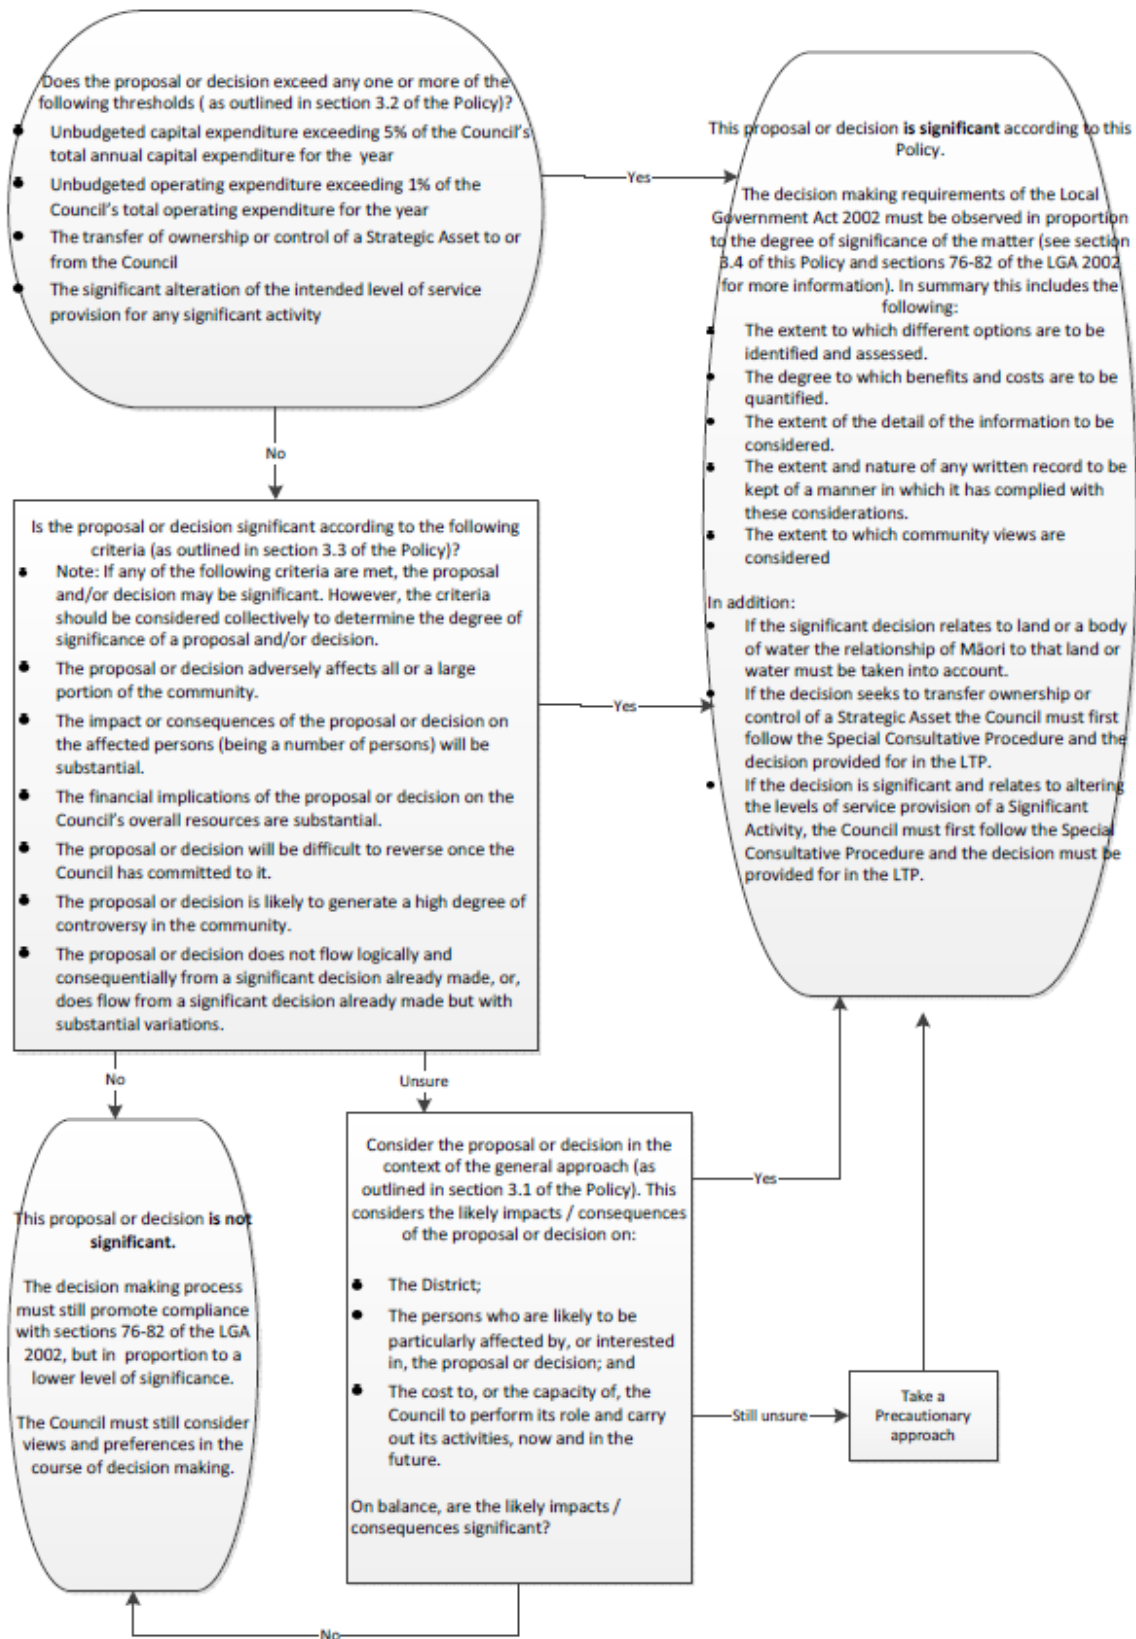 Does the proposal or decision exceed any one or more of the
following thresholds ( as outlined in section 3.2 of the Policy)?
Unbudgeted capital expenditure exceeding 5% of the Council's
total annual capital expenditure for the year
Unbudgeted operating expenditure exceeding 1% of the
Council's total operating expenditure for the year
The transfer of ownership or control of a Strategic Asset to or
from the Council
The significant alteration of the intended level of service
provision for any significant activity
Yes
No
This proposal or decision is significant according to this
Policy.
The decision making requirements of the Local
Government Act 2002 must be observed in proportion
to the degree of significance of the matter (see section
3.4 of this Policy and sections 76-82 of the LGA 2002
for more information). In summary this includes the
following:
The extent to which different options are to be
identified and assessed.
The degree to which benefits and costs are to be
quantified.
The extent of the detail of the information to be
considered.
The extent and nature of any written record to be
kept of a manner in which it has complied with
these considerations.
The extent to which community views are
considered
In addition:
If the significant decision relates to land or a body
of water the relationship of Māori to that land or
water must be taken into account.
If the decision seeks to transfer ownership or
control of a Strategic Asset the Council must first
follow the Special Consultative Procedure and the
decision provided for in the LTP.
If the decision is significant and relates to altering
the levels of service provision of a Significant
Activity, the Council must first follow the Special
Consultative Procedure and the decision must be
provided for in the LTP.
Is the proposal or decision significant according to the following
criteria (as outlined in section 3.3 of the Policy)?
Note: If any of the following criteria are met, the proposal
and/or decision may be significant. However, the criteria
should be considered collectively to determine the degree of
significance of a proposal and/or decision.
The proposal or decision adversely affects all or a large
portion of the community.
The impact or consequences of the proposal or decision on
the affected persons (being a number of persons) will be
substantial.
The financial implications of the proposal or decision on the
Council's overall resources are substantial.
The proposal or decision will be difficult to reverse once the
Council has committed to it.
The proposal or decision is likely to generate a high degree of
controversy in the community.
The proposal or decision does not flow logically and
consequentially from a significant decision already made, or,
does flow from a significant decision already made but with
substantial variations.
Yes
No
Unsure
This proposal or decision is not
significant.
The decision making process
must still promote compliance
with sections 76-82 of the LGA
2002, but in proportion to a
lower level of significance.
The Council must still consider
views and preferences in the
course of decision making.
Consider the proposal or decision in the
context of the general approach (as
outlined in section 3.1 of the Policy). This
considers the likely impacts / consequences
of the proposal or decision on:
The District;
The persons who are likely to be
particularly affected by, or interested
in, the proposal or decision; and
The cost to, or the capacity of, the
Council to perform its role and carry
out its activities, now and in the
future.
On balance, are the likely impacts /
consequences significant?
Yes
Still unsure
Take a
Precautionary
approach
No